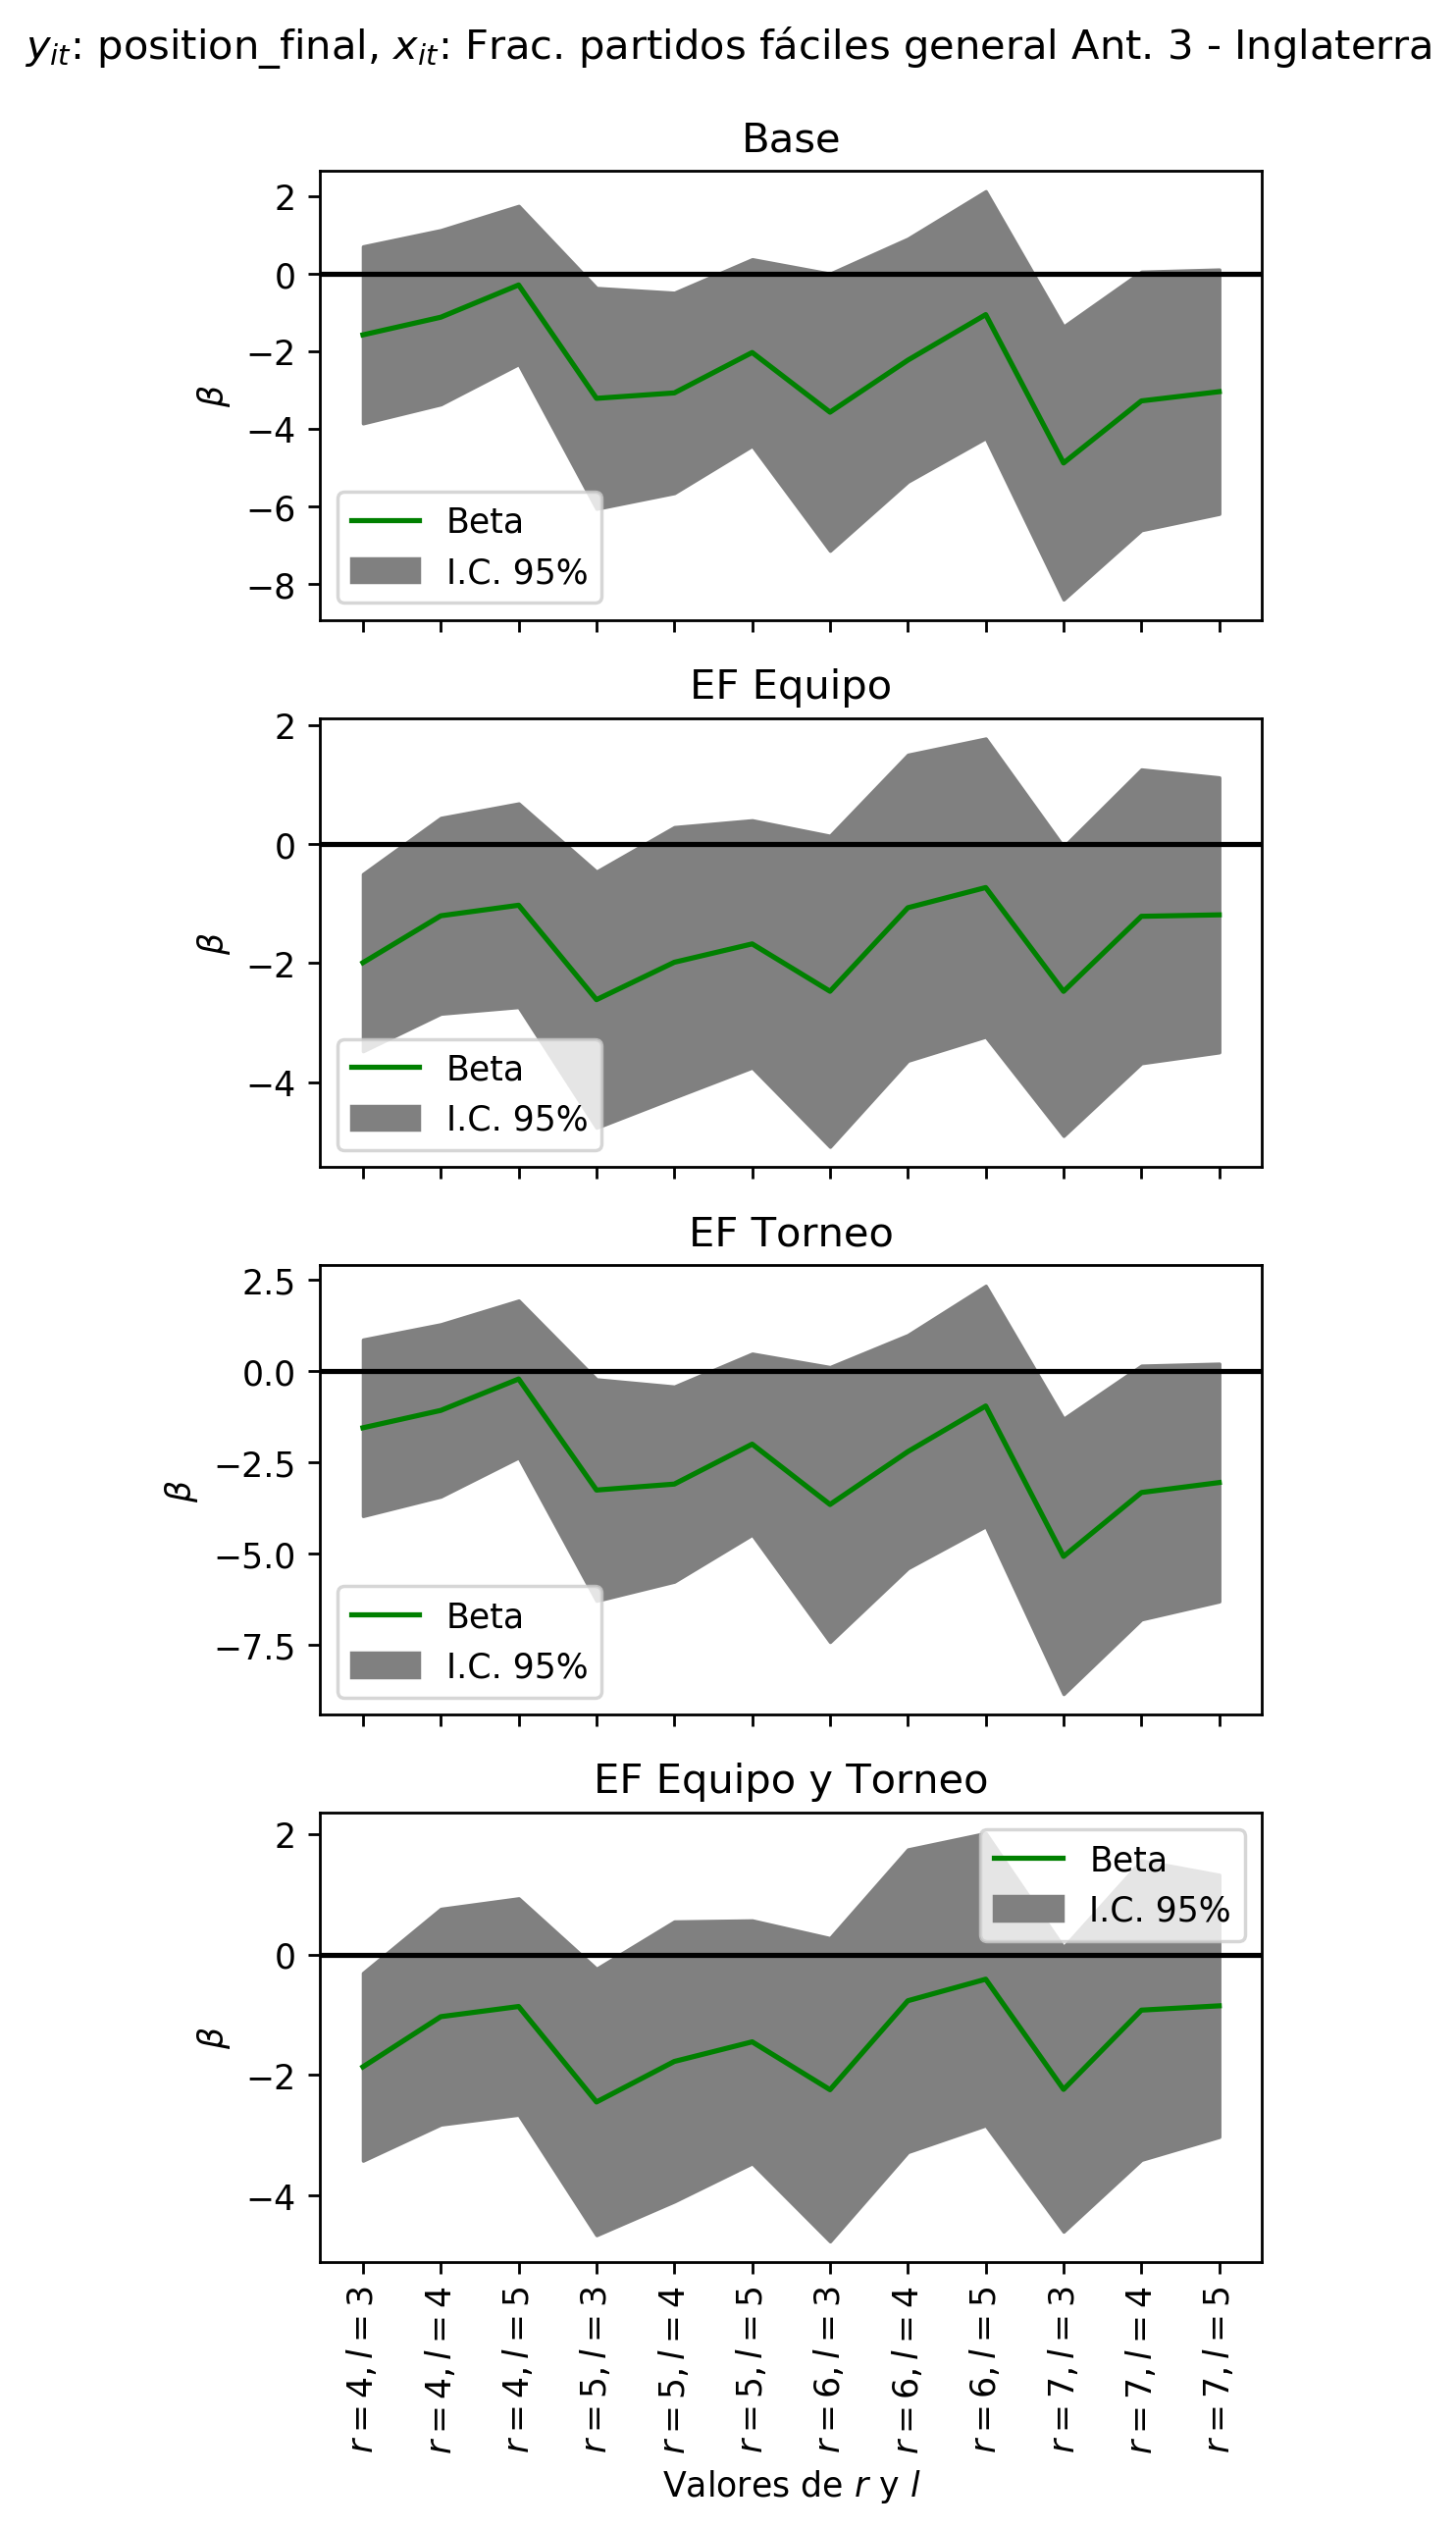 y_it: position_final, x_it: Frac. partidos fáciles general Ant. 3 - Inglaterra
Base
2
0
−2
−4
−6
−8
β
Beta
I.C. 95%
EF Equipo
2
0
−2
−4
β
Beta
I.C. 95%
EF Torneo
2.5
0.0
−2.5
−5.0
−7.5
β
Beta
I.C. 95%
EF Equipo y Torneo
2
0
−2
−4
β
Beta
I.C. 95%
r = 4, l = 3
r = 4, l = 4
r = 4, l = 5
r = 5, l = 3
r = 5, l = 4
r = 5, l = 5
r = 6, l = 3
r = 6, l = 4
r = 6, l = 5
r = 7, l = 3
r = 7, l = 4
r = 7, l = 5
Valores de r y l